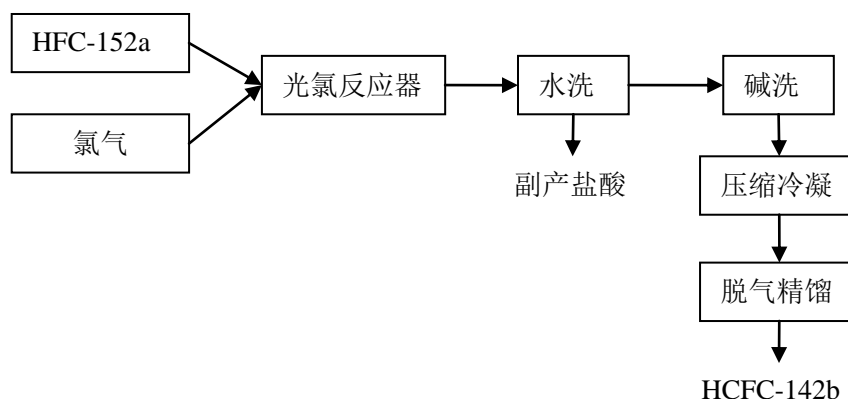 HFC-152a
氯气
光氯反应器
水洗
碱洗
副产盐酸
压缩冷凝
脱气精馏
HCFC-142b